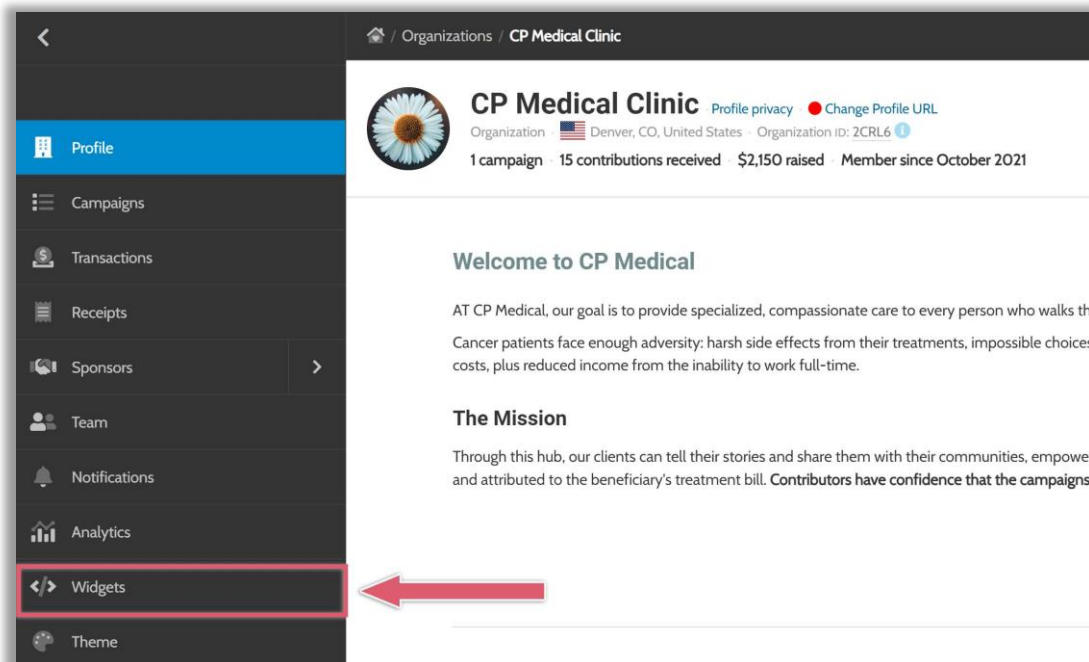 / Organizations / CP Medical Clinic
CP Medical Clinic · Profile privacy · Change Profile URL
Organization · Denver, CO, United States · Organization ID: 2CRL6 i
1 campaign · 15 contributions received · $2,150 raised · Member since October 2021
Profile
Campaigns
Transactions
Receipts
Sponsors
Team
Notifications
Analytics
</> Widgets
Theme
Welcome to CP Medical
AT CP Medical, our goal is to provide specialized, compassionate care to every person who walks th
Cancer patients face enough adversity: harsh side effects from their treatments, impossible choices
costs, plus reduced income from the inability to work full-time.
The Mission
Through this hub, our clients can tell their stories and share them with their communities, empowe
and attributed to the beneficiary's treatment bill. Contributors have confidence that the campaigns